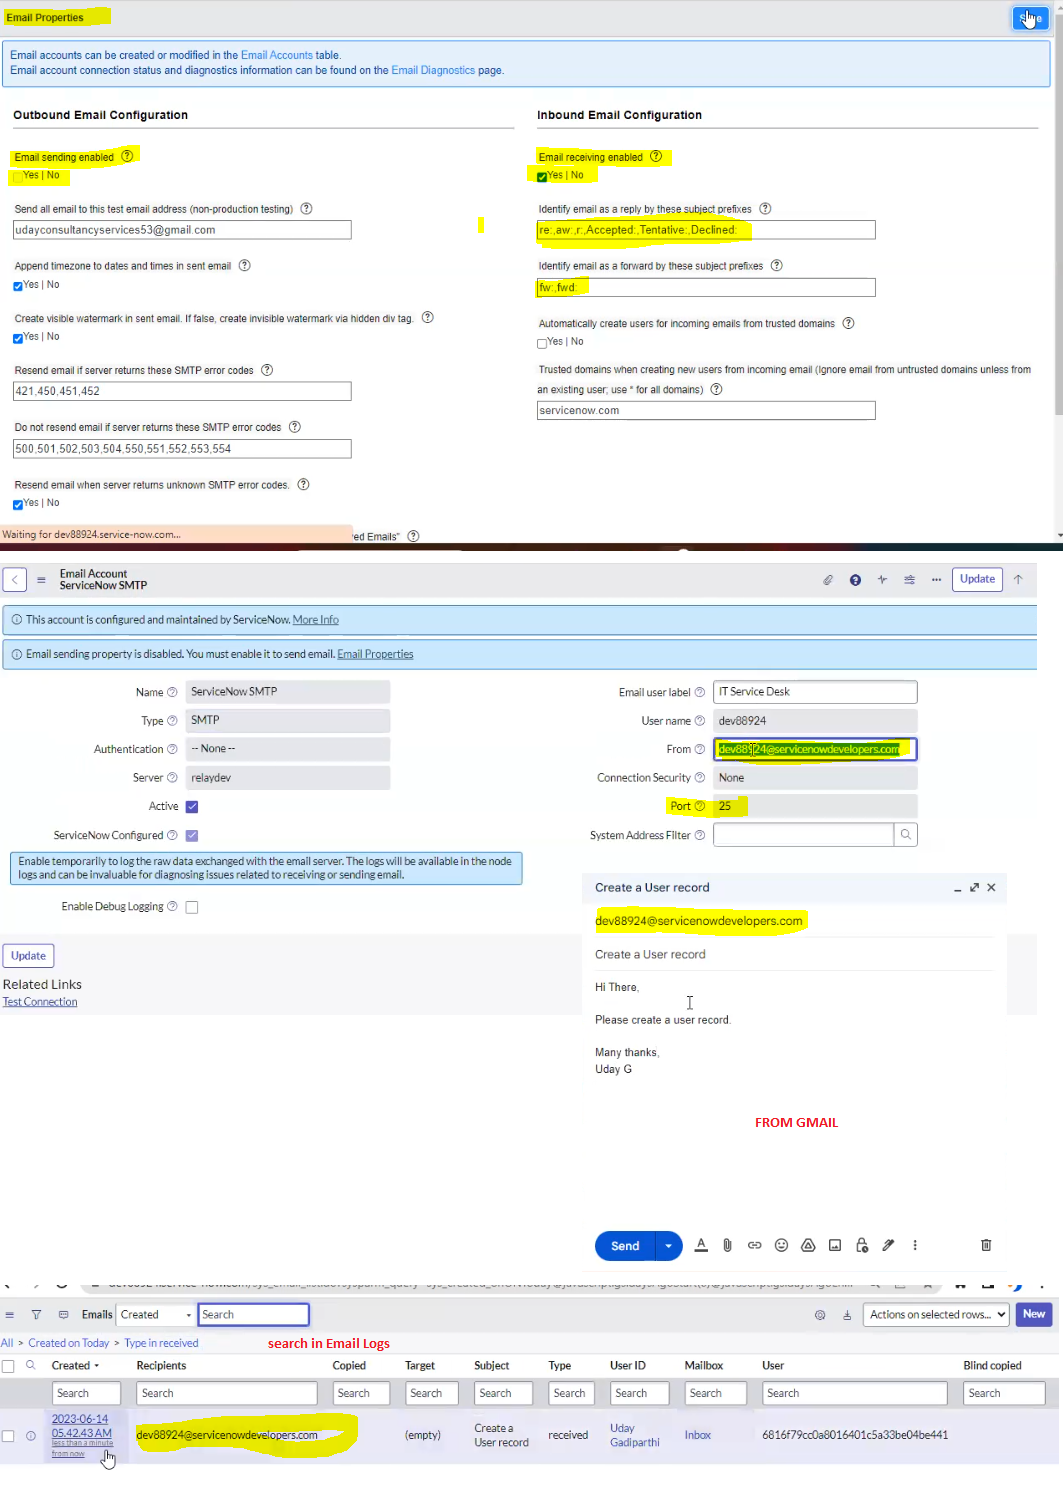 Email Properties
Email accounts can be created or modified in the Email Accounts table.
Email account connection status and diagnostics information can be found on the Email Diagnostics page.
Outbound Email Configuration
Email sending enabled
Yes | No
Send all email to this test email address (non-production testing)
udayconsultancyservices53@gmail.com
Append timezone to dates and times in sent email
Yes | No
Create visible watermark in sent email. If false, create invisible watermark via hidden div tag.
Yes | No
Resend email if server returns these SMTP error codes
421,450,451,452
Do not resend email if server returns these SMTP error codes
500,501,502,503,504,550,551,552,553,554
Resend email when server returns unknown SMTP error codes.
Yes | No
Waiting for dev88924.service-now.com...
ed Emails"
Inbound Email Configuration
Email receiving enabled
Yes | No
Identify email as a reply by these subject prefixes
re:,aw:,r:,Accepted:,Tentative:,Declined:
Identify email as a forward by these subject prefixes
fw:,fwd:
Automatically create users for incoming emails from trusted domains
Yes | No
Trusted domains when creating new users from incoming email (Ignore email from untrusted domains unless from
an existing user; use * for all domains)
servicenow.com
Email Account
ServiceNow SMTP
Update
This account is configured and maintained by ServiceNow. More Info
Email sending property is disabled. You must enable it to send email. Email Properties
Name ServiceNow SMTP
Type SMTP
Authentication -- None --
Server relaydev
Active
ServiceNow Configured
Enable temporarily to log the raw data exchanged with the email server. The logs will be available in the node
logs and can be invaluable for diagnosing issues related to receiving or sending email.
Enable Debug Logging
Email user label IT Service Desk
User name dev88924
From dev88924@servicenowdevelopers.com
Connection Security None
Port 25
System Address Filter
Update
Related Links
Test Connection
Create a User record
dev88924@servicenowdevelopers.com
Create a User record
Hi There,
Please create a user record.
Many thanks,
Uday G
FROM GMAIL
Send
Emails Created Search Actions on selected rows... New
All > Created on Today > Type in received
search in Email Logs
Created Recipients Copied Target Subject Type User ID Mailbox User Blind copied
Search Search Search Search Search Search Search Search Search Search
2023-06-14
05.42.43 AM
less than a minute
from now
dev88924@servicenowdevelopers.com
(empty)
Create a
User record
received
Uday
Gadiparthi
Inbox
6816f79cc0a8016401c5a33be04be441